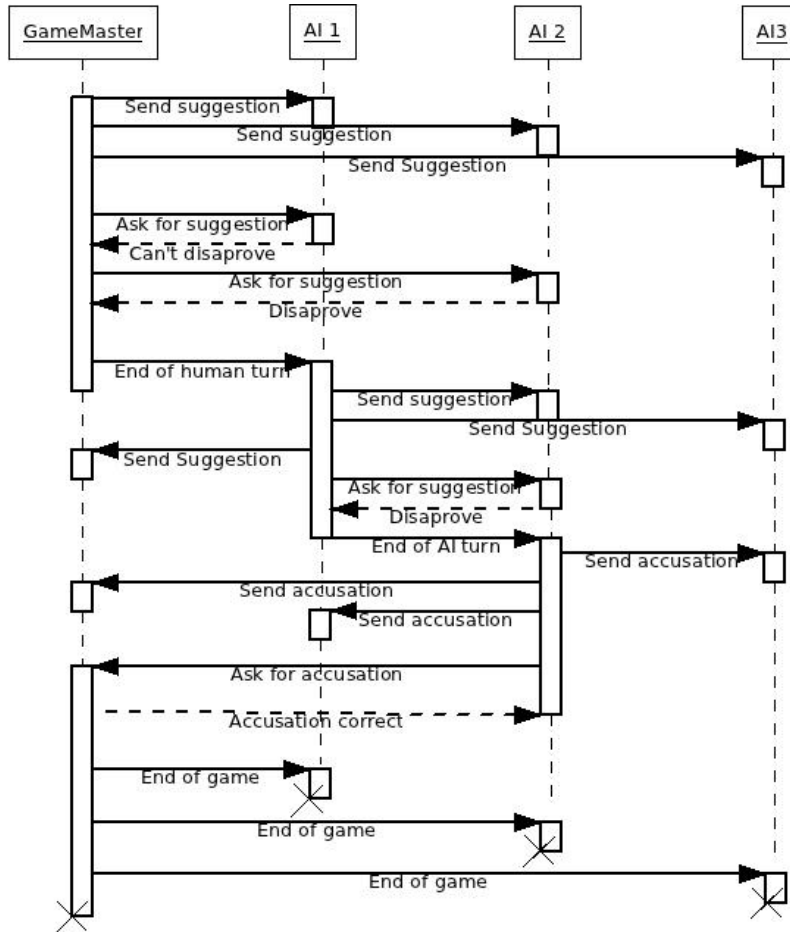 GameMaster
AI 1
AI 2
AI3
Send suggestion
Send suggestion
Send Suggestion
Ask for suggestion
Can't disaprove
Ask for suggestion
Disaprove
End of human turn
Send suggestion
Send Suggestion
Send Suggestion
Ask for suggestion
Disaprove
End of AI turn
Send accusation
Send accusation
Send accusation
Ask for accusation
Accusation correct
End of game
End of game
End of game